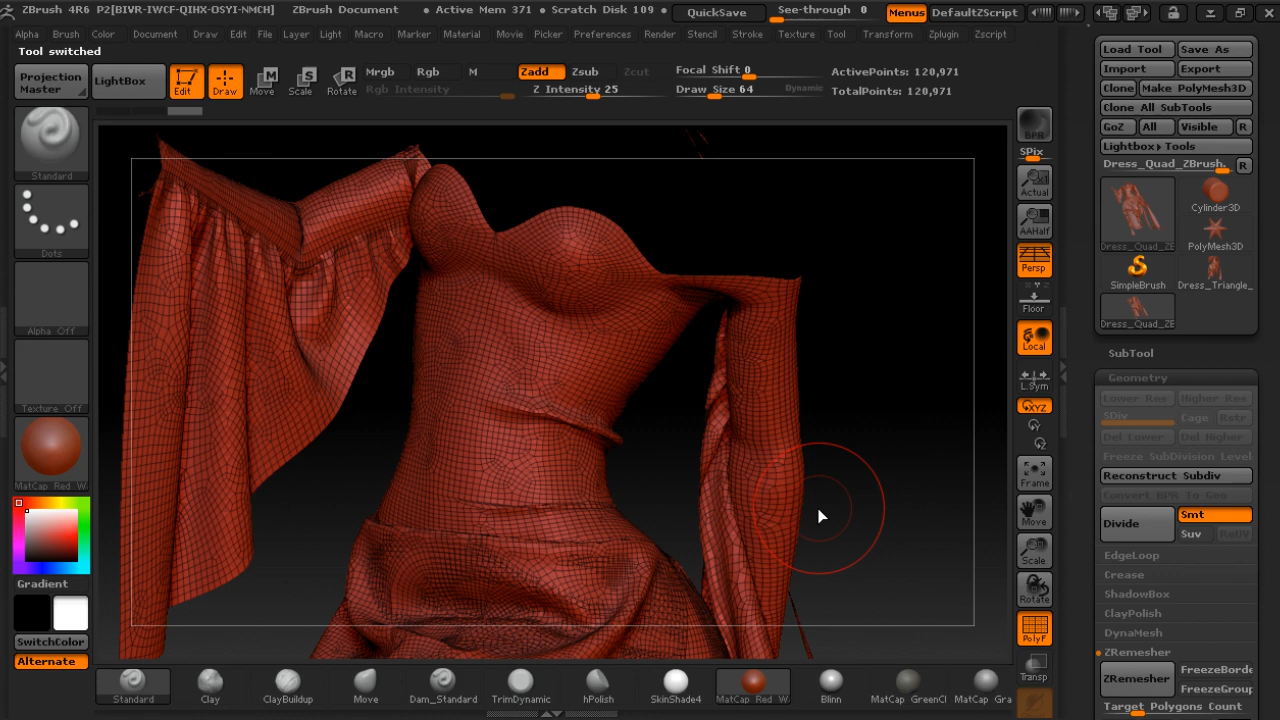 ZBrush 4R6 P2[BIVR-IWCF-QIHX-OSYI-NMCH] ZBrush Document • Active Mem 371 • Scratch Disk 109 • QuickSave See-through 0 Menus DefaultZScript
Alpha Brush Color Document Draw Edit File Layer Light Macro Marker Material Movie Picker Preferences Render Stencil Stroke Texture Tool Transform Zplugin Zscript
Tool switched
Projection Master
LightBox
Edit
Draw
Move
Scale
Rotate
Mrgb Rgb M
Rgb Intensity
Zadd Zsub Zcut
Z Intensity 25
Focal Shift 0
Draw Size 64 Dynamic
ActivePoints: 120,971
TotalPoints: 120,971
Standard
Dots
Alpha Off
Texture Off
MatCap Red W
Gradient
SwitchColor
Alternate
BPR
SPix
Actual
AAHalf
Persp
Floor
Local
L.Sym
XYZ
Frame
Move
Scale
Rotate
PolyF
Transp
Load Tool Save As
Import Export
Clone Make PolyMesh3D
Clone All SubTools
GoZ All Visible R
Lightbox Tools
Dress_Quad_ZBrush. R
Dress_Quad_ZB
Cylinder3D
PolyMesh3D
SimpleBrush
Dress_Triangle_
Dress_Quad_ZE
SubTool
Geometry
Lower Res Higher Res
SDiv Cage Retr
Del Lower Del Higher
Freeze SubDivision Level
Reconstruct Subdiv
Convert BPR To Geo
Divide Smt
Suv ReUV
EdgeLoop
Crease
ShadowBox
ClayPolish
DynaMesh
ZRemesher
ZRemesher FreezeBorde
FreezeGroup
Target Polygons Count
Standard Clay ClayBuildup Move Dam_Standard TrimDynamic hPolish SkinShade4 MatCap Red W Blinn MatCap GreenCl MatCap Gra